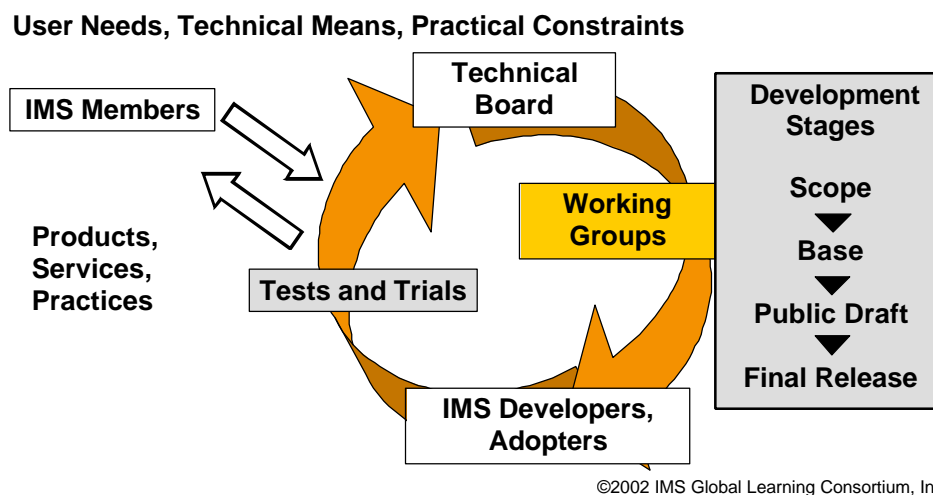 User Needs, Technical Means, Practical Constraints
Technical
Board
IMS Members
Development
Stages
Scope
Working
Groups
Base
Products,
Services,
Practices
Tests and Trials
Public Draft
Final Release
IMS Developers,
Adopters
©2002 IMS Global Learning Consortium, In